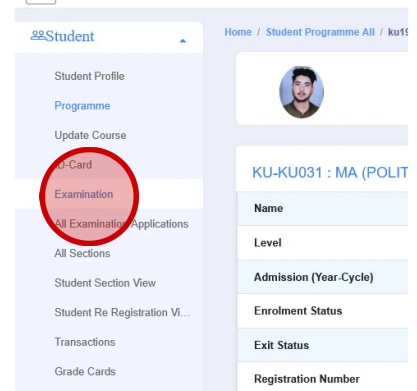 Student
Home / Student Programme All / ku19
Student Profile
Programme
Update Course
ID-Card
Examination
All Examination Applications
All Sections
Student Section View
Student Re Registration Vi...
Transactions
Grade Cards
KU-KU031 : MA (POLIT
Name
Level
Admission (Year-Cycle)
Enrolment Status
Exit Status
Registration Number